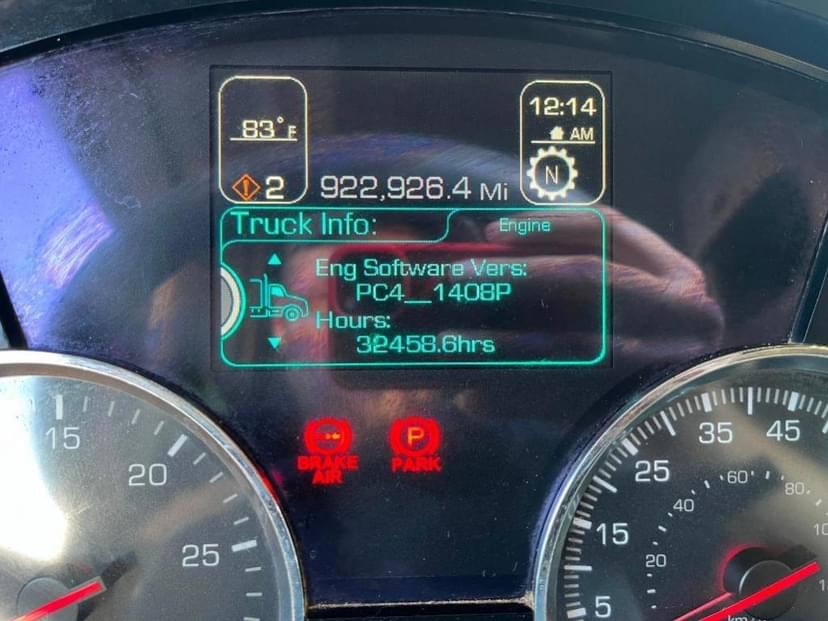 83°F
12:14
AM
N
2
922,926.4 Mi
Truck Info:
Engine
Eng Software Vers:
PC4__1408P
Hours:
32458.6hrs
BRAKE
AIR
P
PARK
15
20
25
5
15
25
35
45
20
40
60
80